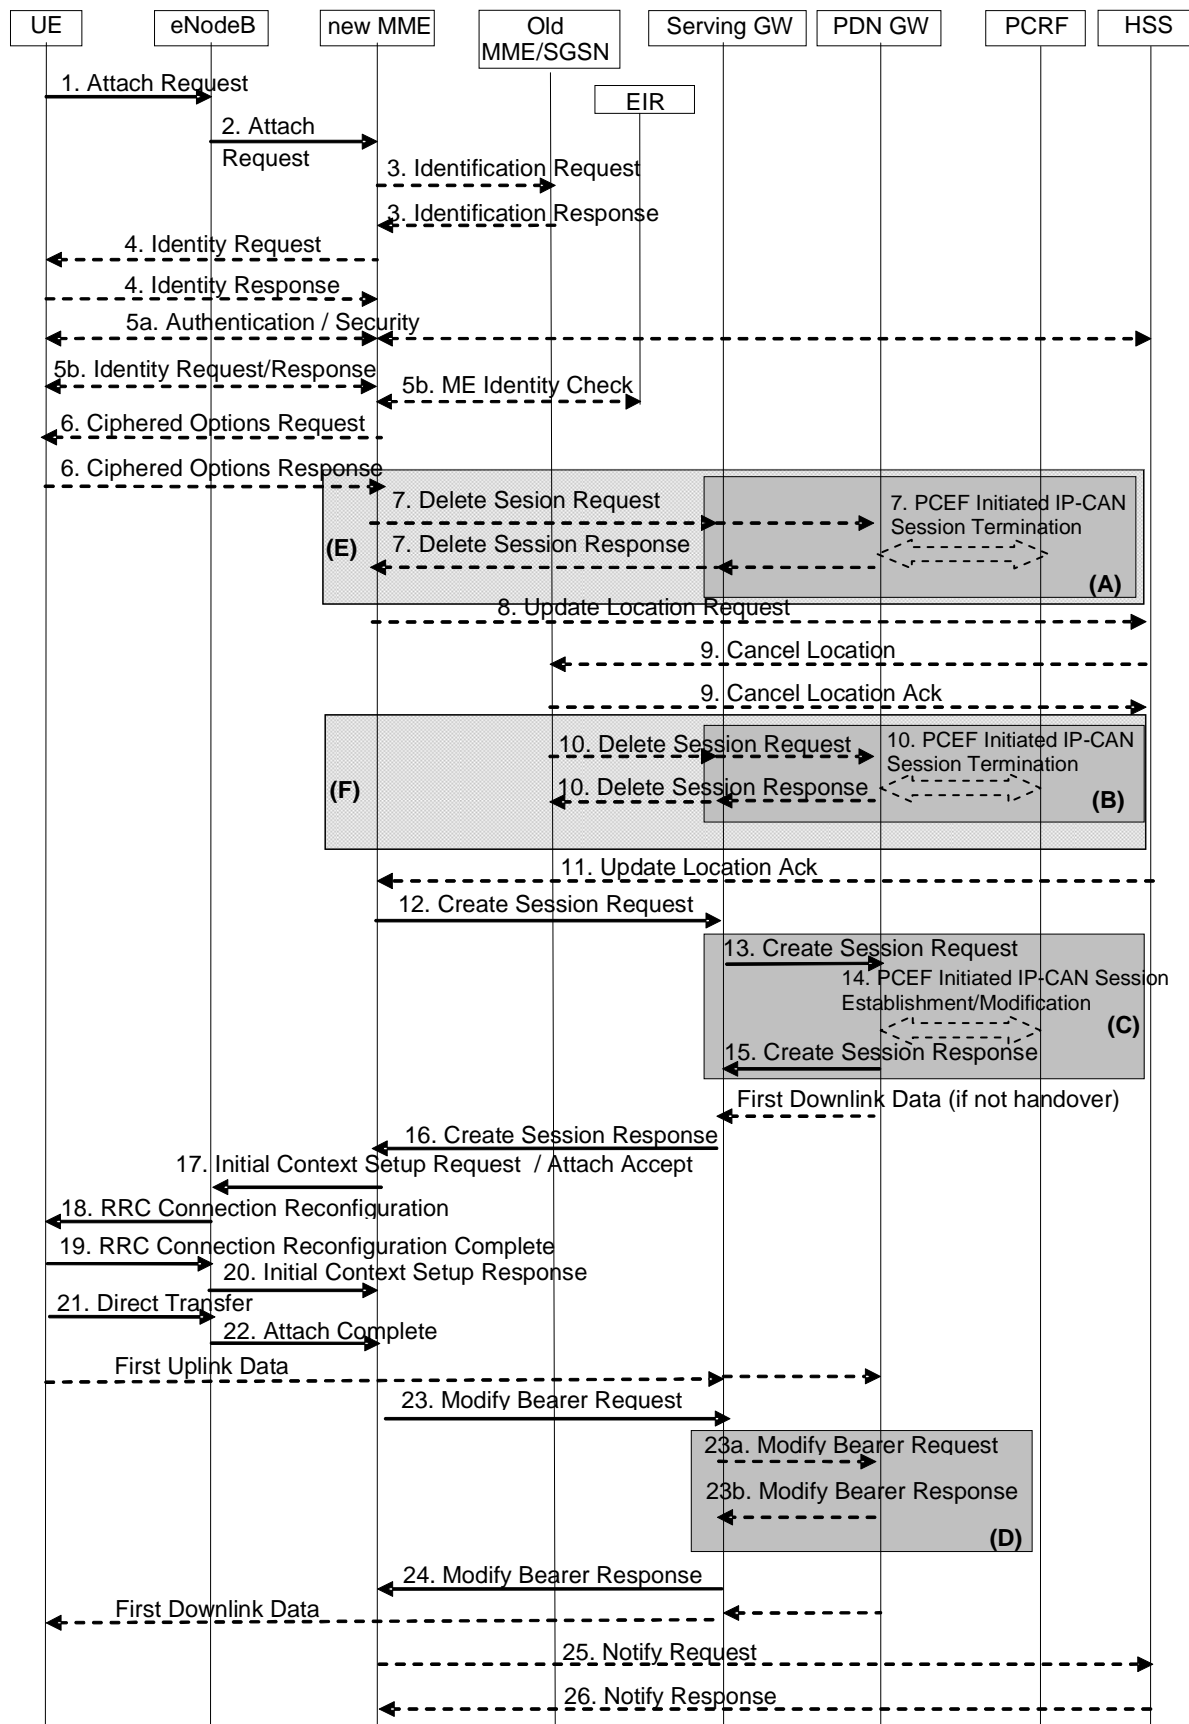 UE
eNodeB
new MME
Old
MME/SGSN
Serving GW
PDN GW
PCRF
HSS
1. Attach Request
EIR
2. Attach
Request
3. Identification Request
3. Identification Response
4. Identity Request
4. Identity Response
5a. Authentication / Security
5b. Identity Request/Response
5b. ME Identity Check
6. Ciphered Options Request
6. Ciphered Options Response
7. Delete Sesion Request
7. PCEF Initiated IP-CAN
Session Termination
7. Delete Session Response
(E)
(A)
8. Update Location Request
9. Cancel Location
9. Cancel Location Ack
10. Delete Session Request
10. PCEF Initiated IP-CAN
Session Termination
10. Delete Session Response
(F)
(B)
11. Update Location Ack
12. Create Session Request
13. Create Session Request
14. PCEF Initiated IP-CAN Session
Establishment/Modification
(C)
15. Create Session Response
First Downlink Data (if not handover)
16. Create Session Response
17. Initial Context Setup Request / Attach Accept
18. RRC Connection Reconfiguration
19. RRC Connection Reconfiguration Complete
20. Initial Context Setup Response
21. Direct Transfer
22. Attach Complete
First Uplink Data
23. Modify Bearer Request
23a. Modify Bearer Request
23b. Modify Bearer Response
(D)
24. Modify Bearer Response
First Downlink Data
25. Notify Request
26. Notify Response